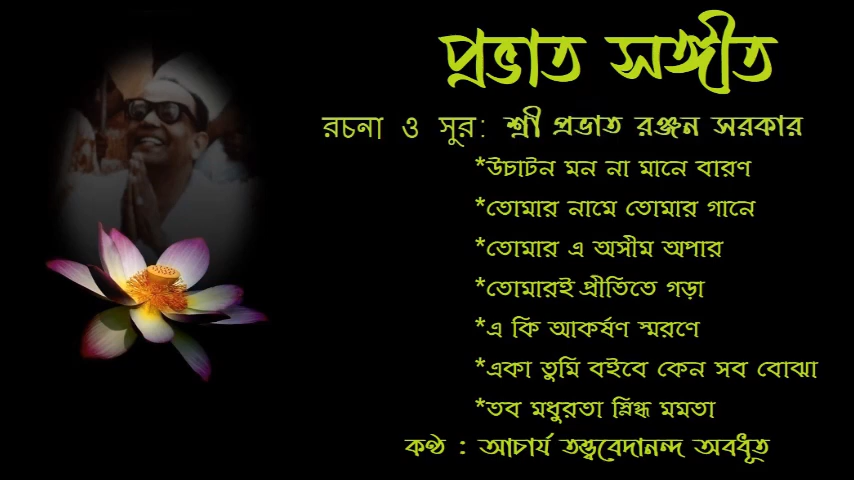 প্রভাত সঙ্গীত
রচনা ও সুর: শ্রী প্রভাত রঞ্জন সরকার
*উচাটন মন না মানে বারণ
*তোমার নামে তোমার গানে
*তোমার এ অসীম অপার
*তোমারই প্রীতিতে গড়া
*এ কি আকর্ষণ স্মরণে
*একা তুমি বইবে কেন সব বোঝা
*তব মধুরতা স্নিগ্ধ মমতা
কণ্ঠ : আচার্য তত্ত্ববেদানন্দ অবধূত